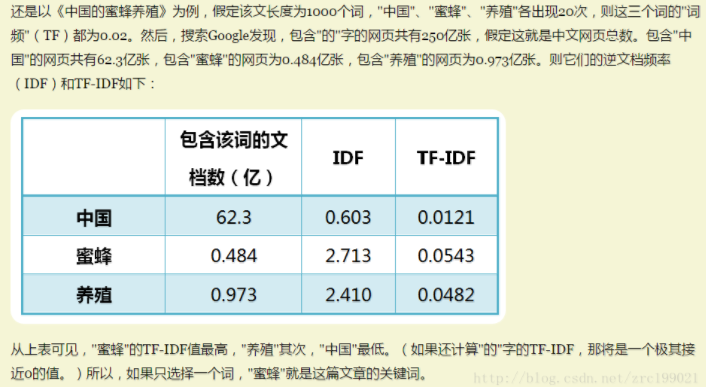 还是以《中国的蜜蜂养殖》为例，假定该文长度为1000个词，"中国"、"蜜蜂"、"养殖"各出现20次，则这三个词的"词
频"（TF）都为0.02。然后，搜索Google发现，包含"的"字的网页共有250亿张，假定这就是中文网页总数。包含"中
国"的网页共有62.3亿张，包含"蜜蜂"的网页为0.484亿张，包含"养殖"的网页为0.973亿张。则它们的逆文档频率
（IDF）和TF-IDF如下：
包含该词的文
档数（亿） IDF TF-IDF
中国 62.3 0.603 0.0121
蜜蜂 0.484 2.713 0.0543
养殖 0.973 2.410 0.0482
从上表可见，"蜜蜂"的TF-IDF值最高，"养殖"其次，"中国"最低。（如果还计算"的"字的TF-IDF，那将是一个极其接
近0的值。）所以，如果只选择一个词，"蜜蜂"就是这篇文章的关键词。
http://blog.csdn.net/zrc199021